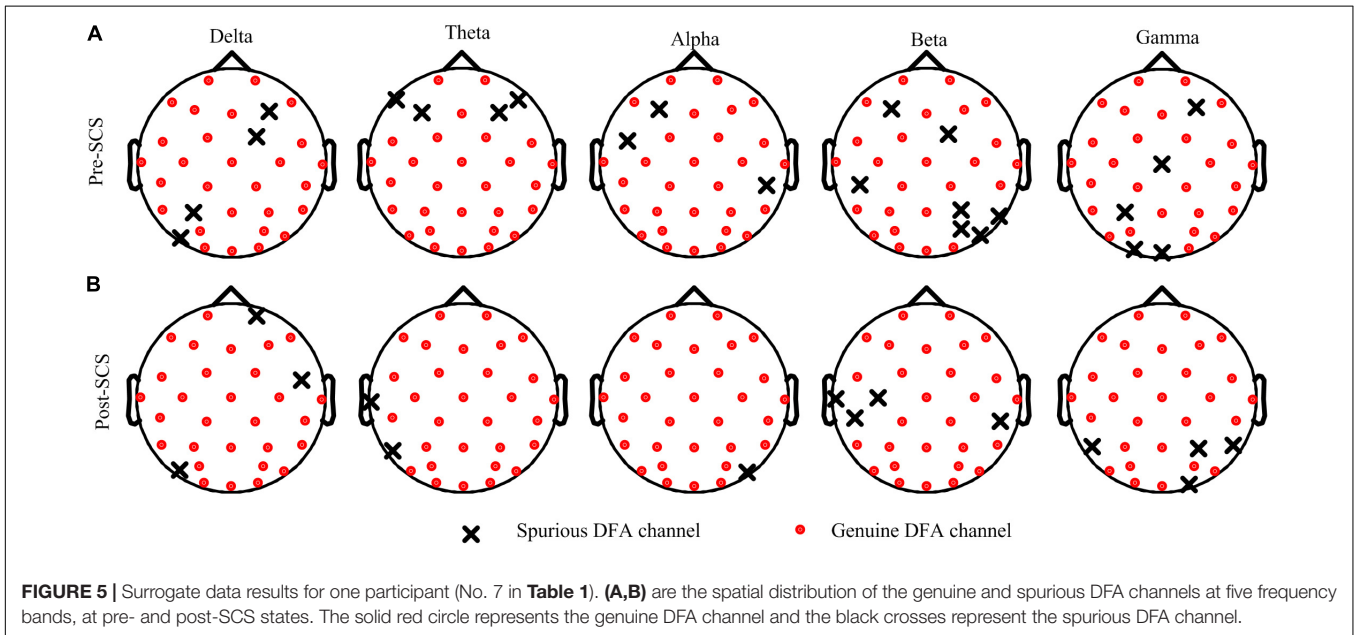 A
Delta Theta Alpha Beta Gamma
Pre-SCS
B
Post-SCS
Spurious DFA channel Genuine DFA channel
FIGURE 5 | Surrogate data results for one participant (No. 7 in Table 1). (A,B) are the spatial distribution of the genuine and spurious DFA channels at five frequency
bands, at pre- and post-SCS states. The solid red circle represents the genuine DFA channel and the black crosses represent the spurious DFA channel.